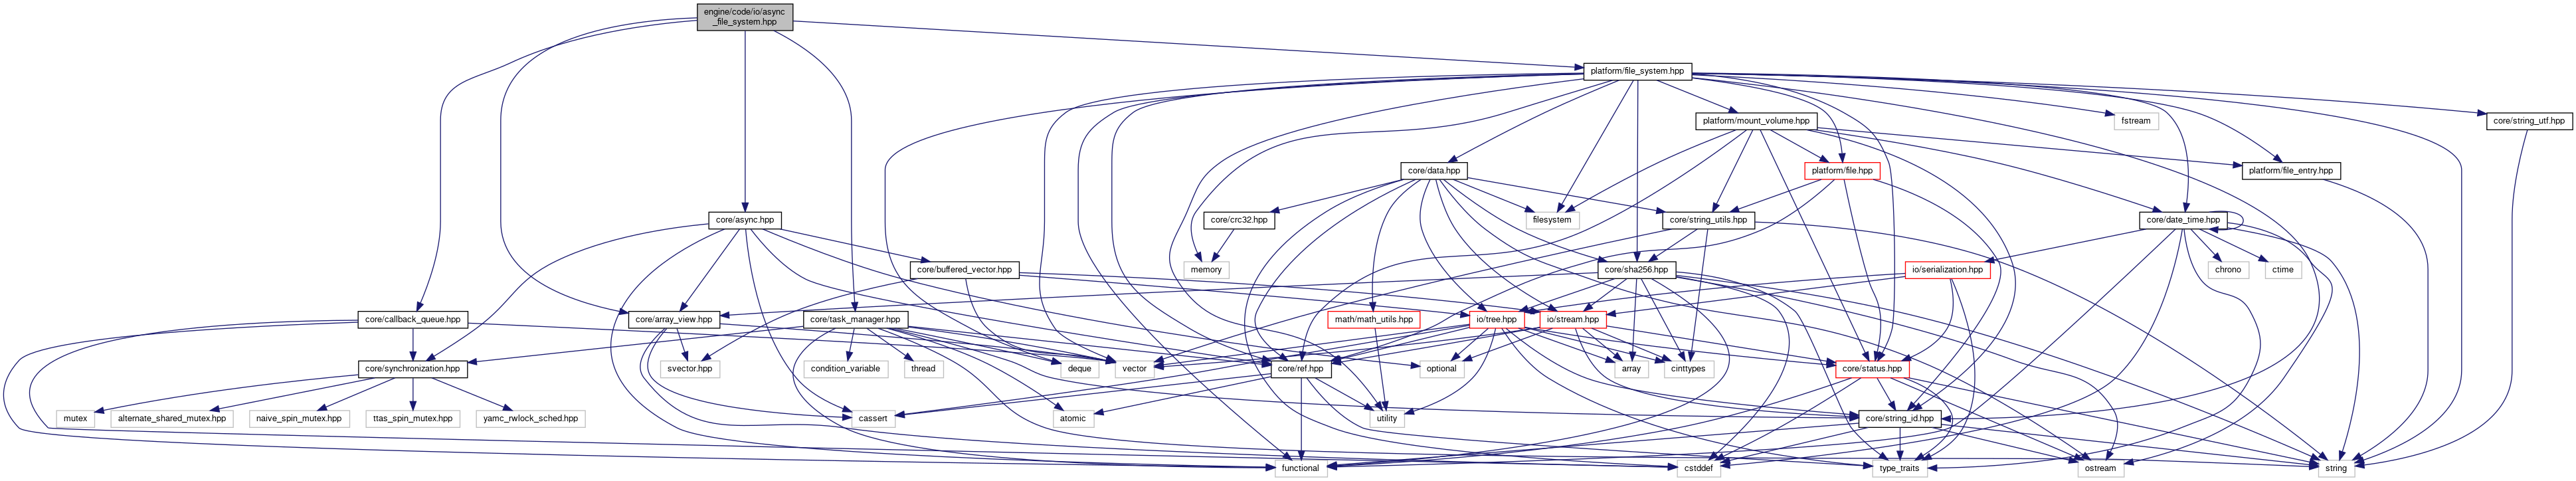 engine/code/io/async
_file_system.hpp
platform/file_system.hpp
platform/mount_volume.hpp
fstream
core/string_utf.hpp
core/data.hpp
platform/file.hpp
platform/file_entry.hpp
core/async.hpp
core/crc32.hpp
filesystem
core/string_utils.hpp
core/date_time.hpp
core/buffered_vector.hpp
memory
core/sha256.hpp
io/serialization.hpp
chrono
ctime
core/callback_queue.hpp
core/array_view.hpp
core/task_manager.hpp
math/math_utils.hpp
io/tree.hpp
io/stream.hpp
core/synchronization.hpp
svector.hpp
condition_variable
thread
deque
vector
core/ref.hpp
optional
array
cinttypes
core/status.hpp
mutex
alternate_shared_mutex.hpp
naive_spin_mutex.hpp
ttas_spin_mutex.hpp
yamc_rwlock_sched.hpp
cassert
atomic
utility
core/string_id.hpp
functional
cstddef
type_traits
ostream
string